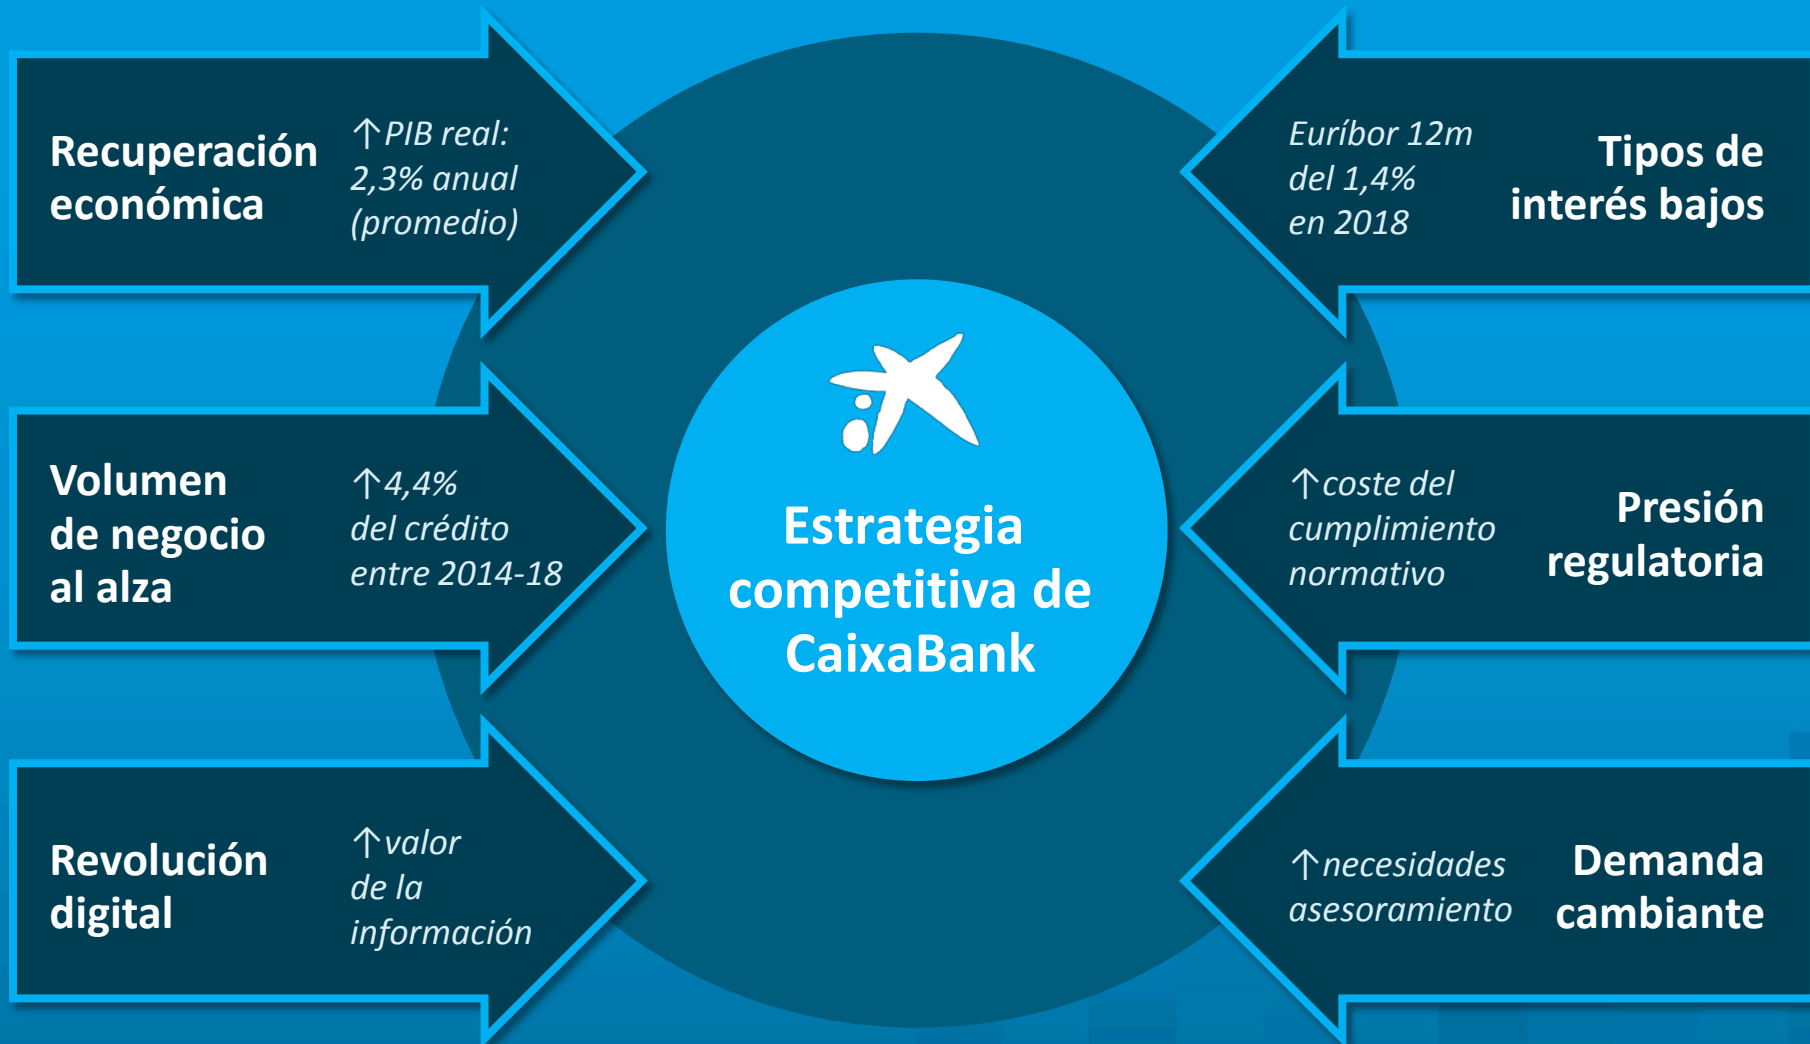 Recuperación
económica
↑PIB real:
2,3% anual
(promedio)
Euríbor 12m
del 1,4%
en 2018
Tipos de
interés bajos
Volumen
de negocio
al alza
↑4,4%
del crédito
entre 2014-18
Estrategia
competitiva de
CaixaBank
↑coste del
cumplimiento
normativo
Presión
regulatoria
Revolución
digital
↑valor
de la
información
↑necesidades
asesoramiento
Demanda
cambiante